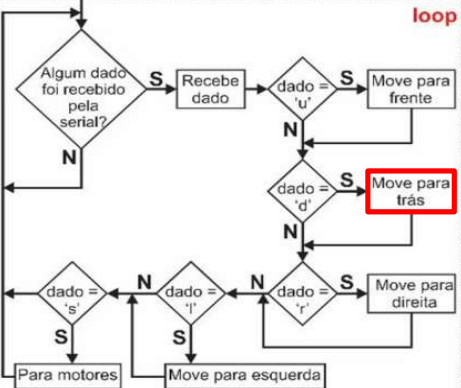 loop
Algum dado
foi recebido
pela
serial?
S
Recebe
dado
dado =
'u'
S
Move para
frente
N
N
dado =
'd'
S
Move para
trás
N
dado =
's'
N
dado =
'l'
N
dado =
'r'
S
Move para
direita
S
S
Para motores
Move para esquerda